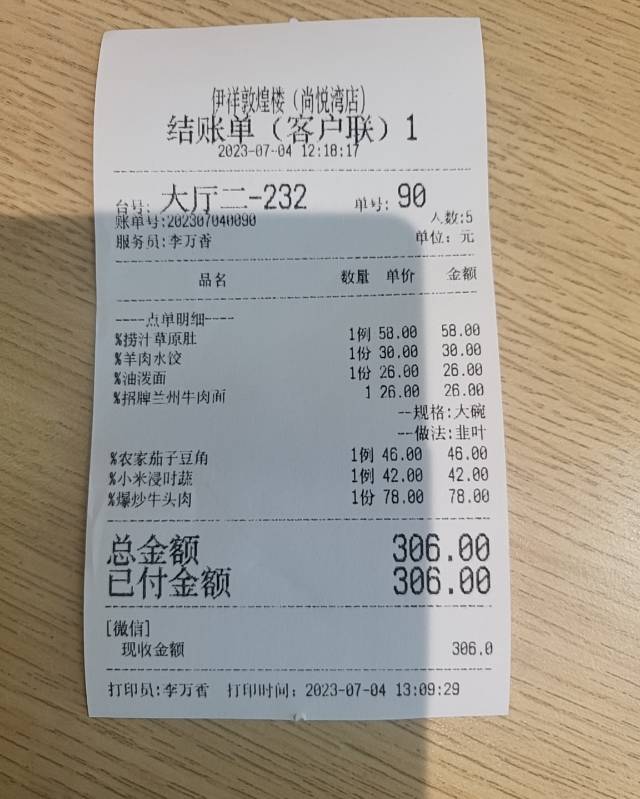 伊祥敦煌楼（尚悦湾店）
结账单（客户联）1
2023-07-04 12:18:17
台号: 大厅二-232 单号: 90
账单号:202307040090 人数:5
服务员:李万香 单位: 元
品名 数量 单价 金额
----点单明细----
%捞汁草原肚 1例 58.00 58.00
%羊肉水饺 1份 30.00 30.00
%油泼面 1份 26.00 26.00
%招牌兰州牛肉面 1 26.00 26.00
--规格:大碗
--做法:韭叶
%农家茄子豆角 1例 46.00 46.00
%小米浸时蔬 1例 42.00 42.00
%爆炒牛头肉 1份 78.00 78.00
总金额 306.00
已付金额 306.00
[微信]
现收金额 306.0
打印员:李万香 打印时间: 2023-07-04 13:09:29